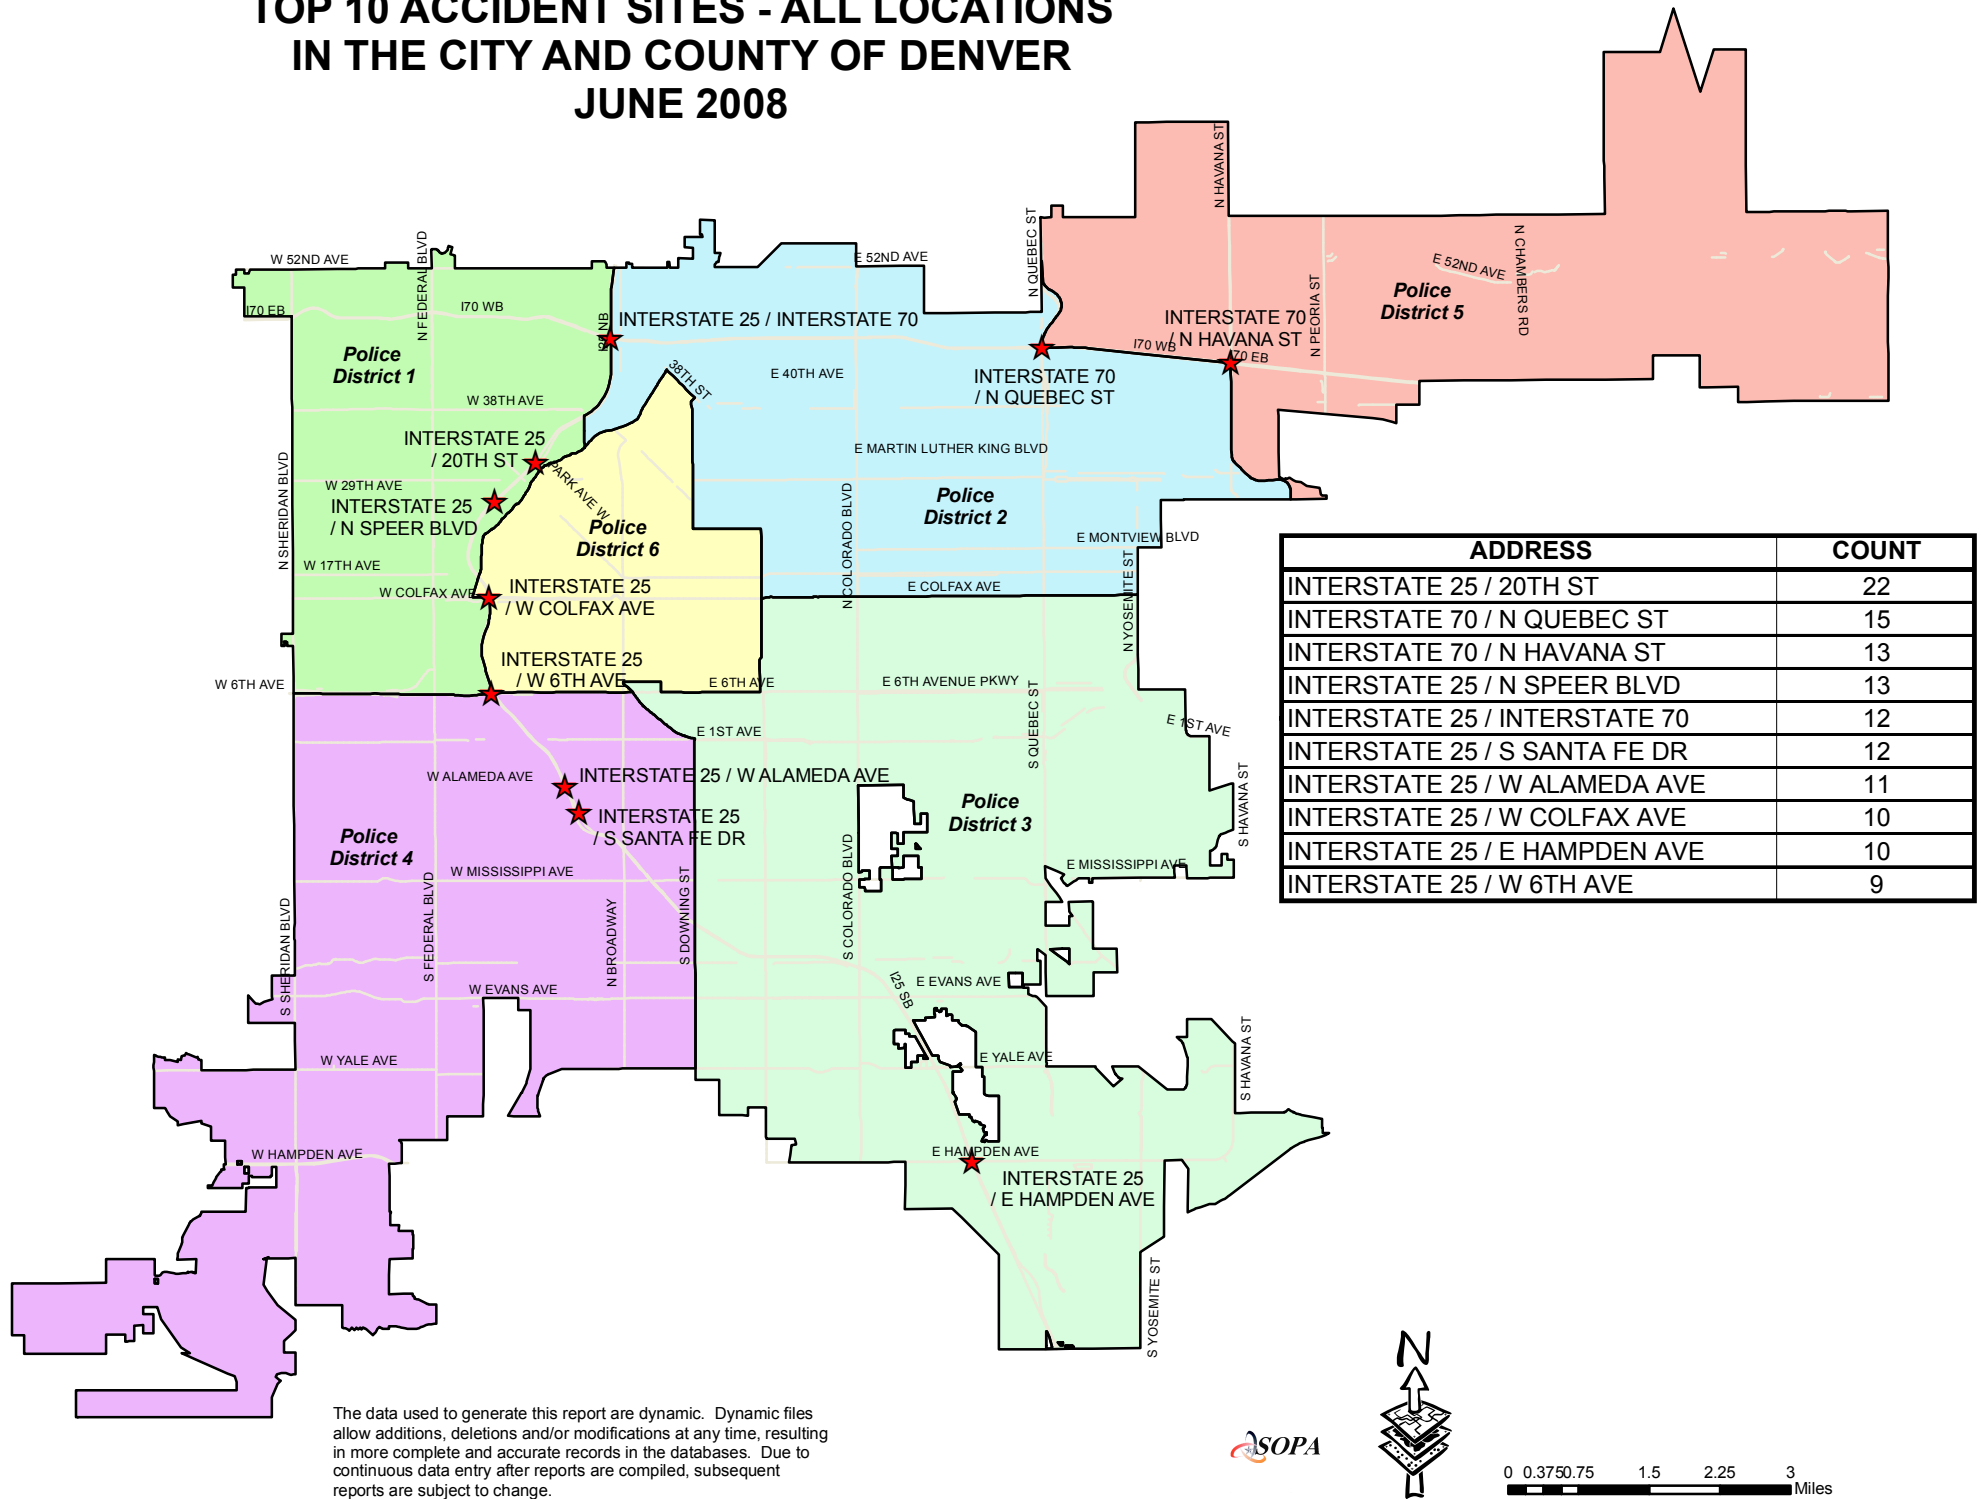 TOP 10 ACCIDENT SITES - ALL LOCATIONS
IN THE CITY AND COUNTY OF DENVER
JUNE 2008
N HAVANA ST
N QUEBEC ST
N FEDERAL BLVD
W 52ND AVE
E 52ND AVE
E 52ND AVE
N CHAMBERS RD
N PEORIA ST
Police
District 5
I70 EB
I70 WB
INTERSTATE 25 / INTERSTATE 70
INTERSTATE 70
/ N HAVANA ST
I70 WB
I70 EB
Police
District 1
38TH ST
E 40TH AVE
INTERSTATE 70
/ N QUEBEC ST
W 38TH AVE
INTERSTATE 25
/ 20TH ST
E MARTIN LUTHER KING BLVD
N SHERIDAN BLVD
PARK AVE W
W 29TH AVE
INTERSTATE 25
/ N SPEER BLVD
Police
District 2
Police
District 6
N COLORADO BLVD
E MONTVIEW BLVD
W 17TH AVE
W COLFAX AVE
INTERSTATE 25
/ W COLFAX AVE
E COLFAX AVE
N YOSEMITE ST
INTERSTATE 25
/ W 6TH AVE
W 6TH AVE
E 6TH AVE
E 6TH AVENUE PKWY
S QUEBEC ST
E 1ST AVE
E 1ST AVE
W ALAMEDA AVE
INTERSTATE 25 / W ALAMEDA AVE
INTERSTATE 25
/ S SANTA FE DR
Police
District 3
S HAVANA ST
Police
District 4
W MISSISSIPPI AVE
E MISSISSIPPI AVE
S SHERIDAN BLVD
S FEDERAL BLVD
N BROADWAY
S DOWNING ST
S COLORADO BLVD
W EVANS AVE
I25 SB
E EVANS AVE
W YALE AVE
E YALE AVE
S HAVANA ST
W HAMPDEN AVE
E HAMPDEN AVE
INTERSTATE 25
/ E HAMPDEN AVE
S YOSEMITE ST
ADDRESS COUNT
INTERSTATE 25 / 20TH ST 22
INTERSTATE 70 / N QUEBEC ST 15
INTERSTATE 70 / N HAVANA ST 13
INTERSTATE 25 / N SPEER BLVD 13
INTERSTATE 25 / INTERSTATE 70 12
INTERSTATE 25 / S SANTA FE DR 12
INTERSTATE 25 / W ALAMEDA AVE 11
INTERSTATE 25 / W COLFAX AVE 10
INTERSTATE 25 / E HAMPDEN AVE 10
INTERSTATE 25 / W 6TH AVE 9
The data used to generate this report are dynamic. Dynamic files
allow additions, deletions and/or modifications at any time, resulting
in more complete and accurate records in the databases. Due to
continuous data entry after reports are compiled, subsequent
reports are subject to change.
SOPA
N
0 0.375 0.75 1.5 2.25 3
Miles